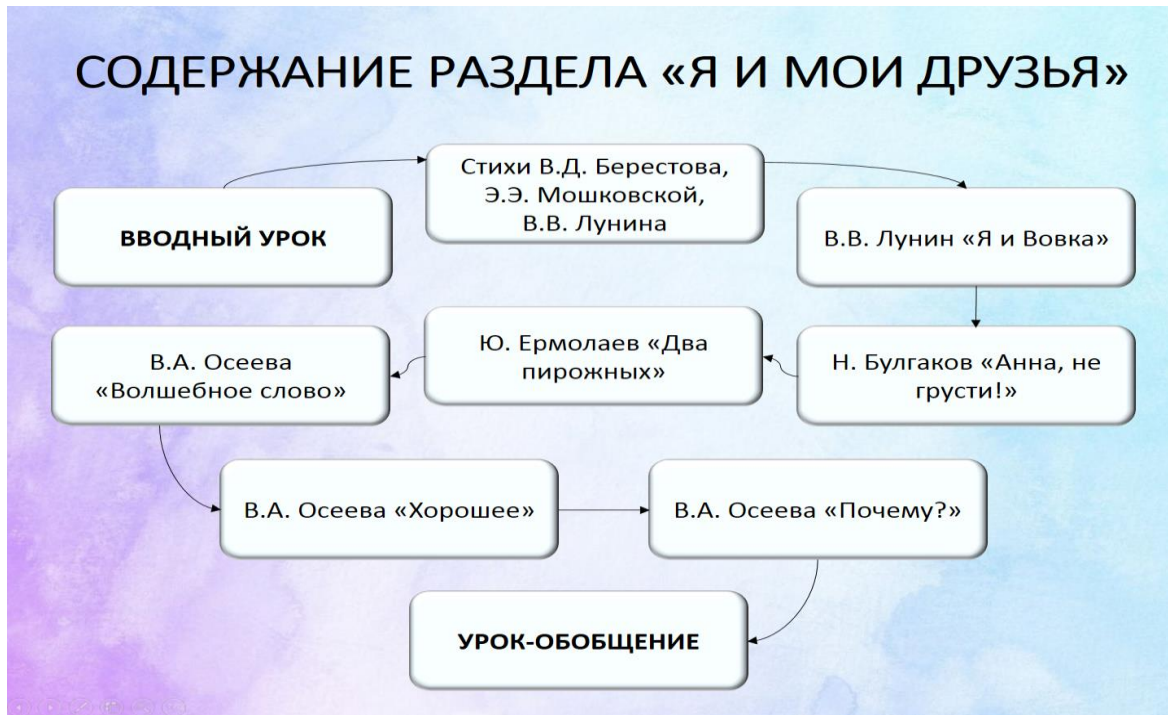 СОДЕРЖАНИЕ РАЗДЕЛА «Я И МОИ ДРУЗЬЯ»
ВВОДНЫЙ УРОК
Стихи В.Д. Берестова,
Э.Э. Мошковской,
В.В. Лунина
В.В. Лунин «Я и Вовка»
Н. Булгаков «Анна, не
грусти!»
Ю. Ермолаев «Два
пирожных»
В.А. Осеева
«Волшебное слово»
В.А. Осеева «Хорошее»
В.А. Осеева «Почему?»
УРОК-ОБОБЩЕНИЕ